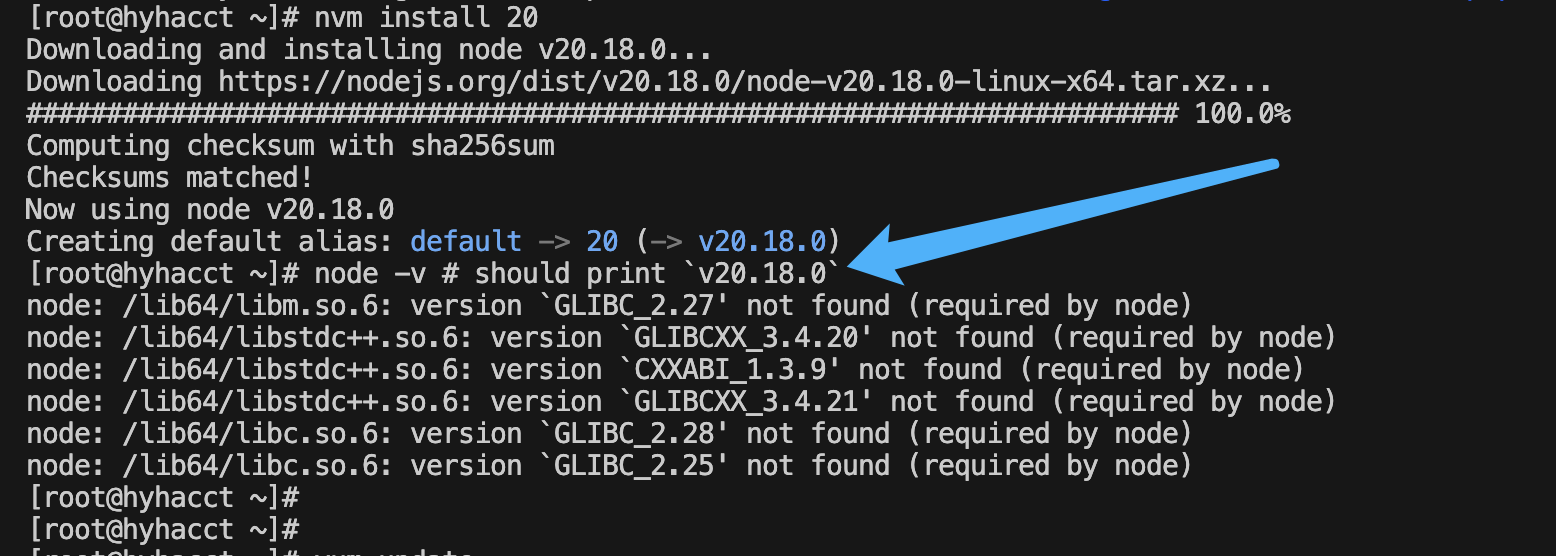 [root@hyhacct ~]# nvm install 20
Downloading and installing node v20.18.0...
Downloading https://nodejs.org/dist/v20.18.0/node-v20.18.0-linux-x64.tar.xz...
######################################################################## 100.0%
Computing checksum with sha256sum
Checksums matched!
Now using node v20.18.0
Creating default alias: default -> 20 (-> v20.18.0)
[root@hyhacct ~]# node -v # should print `v20.18.0`
node: /lib64/libm.so.6: version `GLIBC_2.27' not found (required by node)
node: /lib64/libstdc++.so.6: version `GLIBCXX_3.4.20' not found (required by node)
node: /lib64/libstdc++.so.6: version `CXXABI_1.3.9' not found (required by node)
node: /lib64/libstdc++.so.6: version `GLIBCXX_3.4.21' not found (required by node)
node: /lib64/libc.so.6: version `GLIBC_2.28' not found (required by node)
node: /lib64/libc.so.6: version `GLIBC_2.25' not found (required by node)
[root@hyhacct ~]#
[root@hyhacct ~]#
[root@hyhacct ~]#